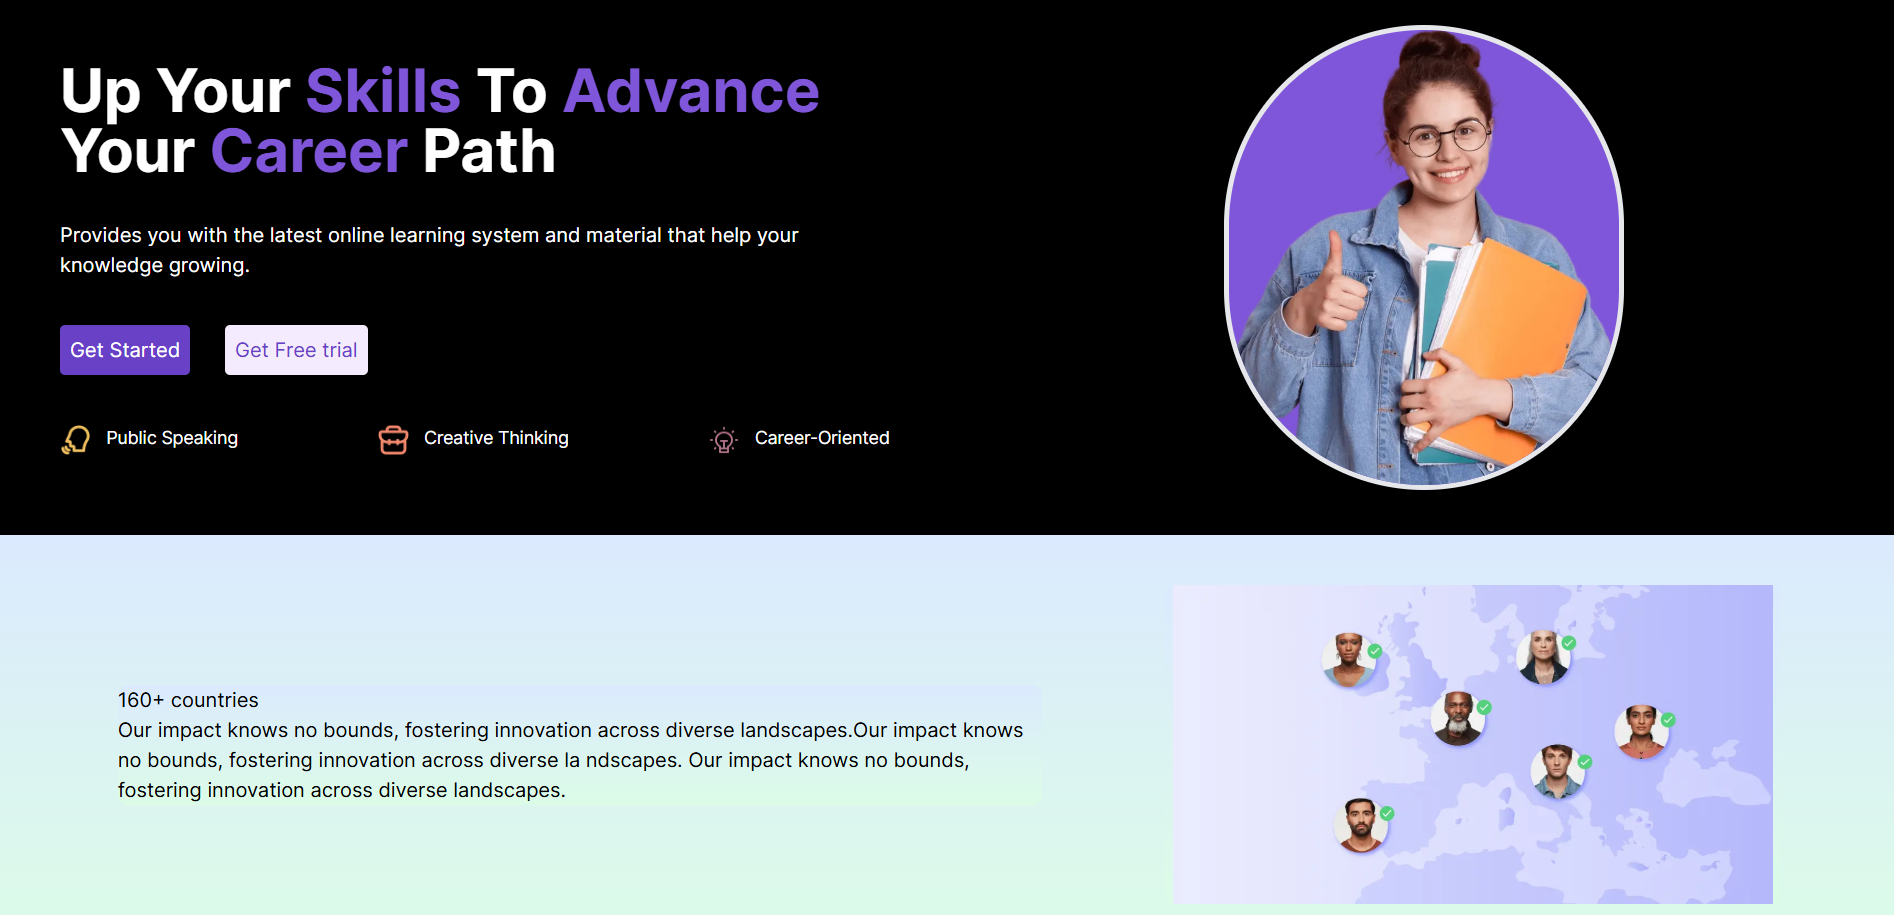 Up Your Skills To Advance
Your Career Path
Provides you with the latest online learning system and material that help your
knowledge growing.
Get Started
Get Free trial
Public Speaking
Creative Thinking
Career-Oriented
160+ countries
Our impact knows no bounds, fostering innovation across diverse landscapes.Our impact knows
no bounds, fostering innovation across diverse la ndscapes. Our impact knows no bounds,
fostering innovation across diverse landscapes.